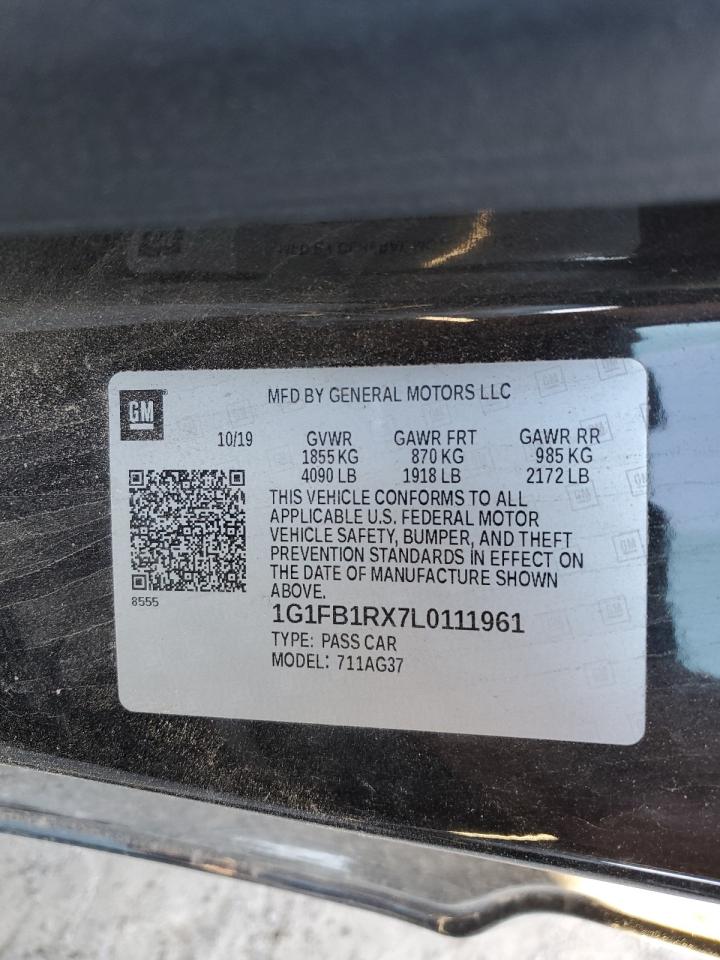 GM
MFD BY GENERAL MOTORS LLC
10/19 GVWR GAWR FRT GAWR RR
1855 KG 870 KG 985 KG
4090 LB 1918 LB 2172 LB
THIS VEHICLE CONFORMS TO ALL
APPLICABLE U.S. FEDERAL MOTOR
VEHICLE SAFETY, BUMPER, AND THEFT
PREVENTION STANDARDS IN EFFECT ON
THE DATE OF MANUFACTURE SHOWN
ABOVE.
8555
1G1FB1RX7L0111961
TYPE: PASS CAR
MODEL: 711AG37